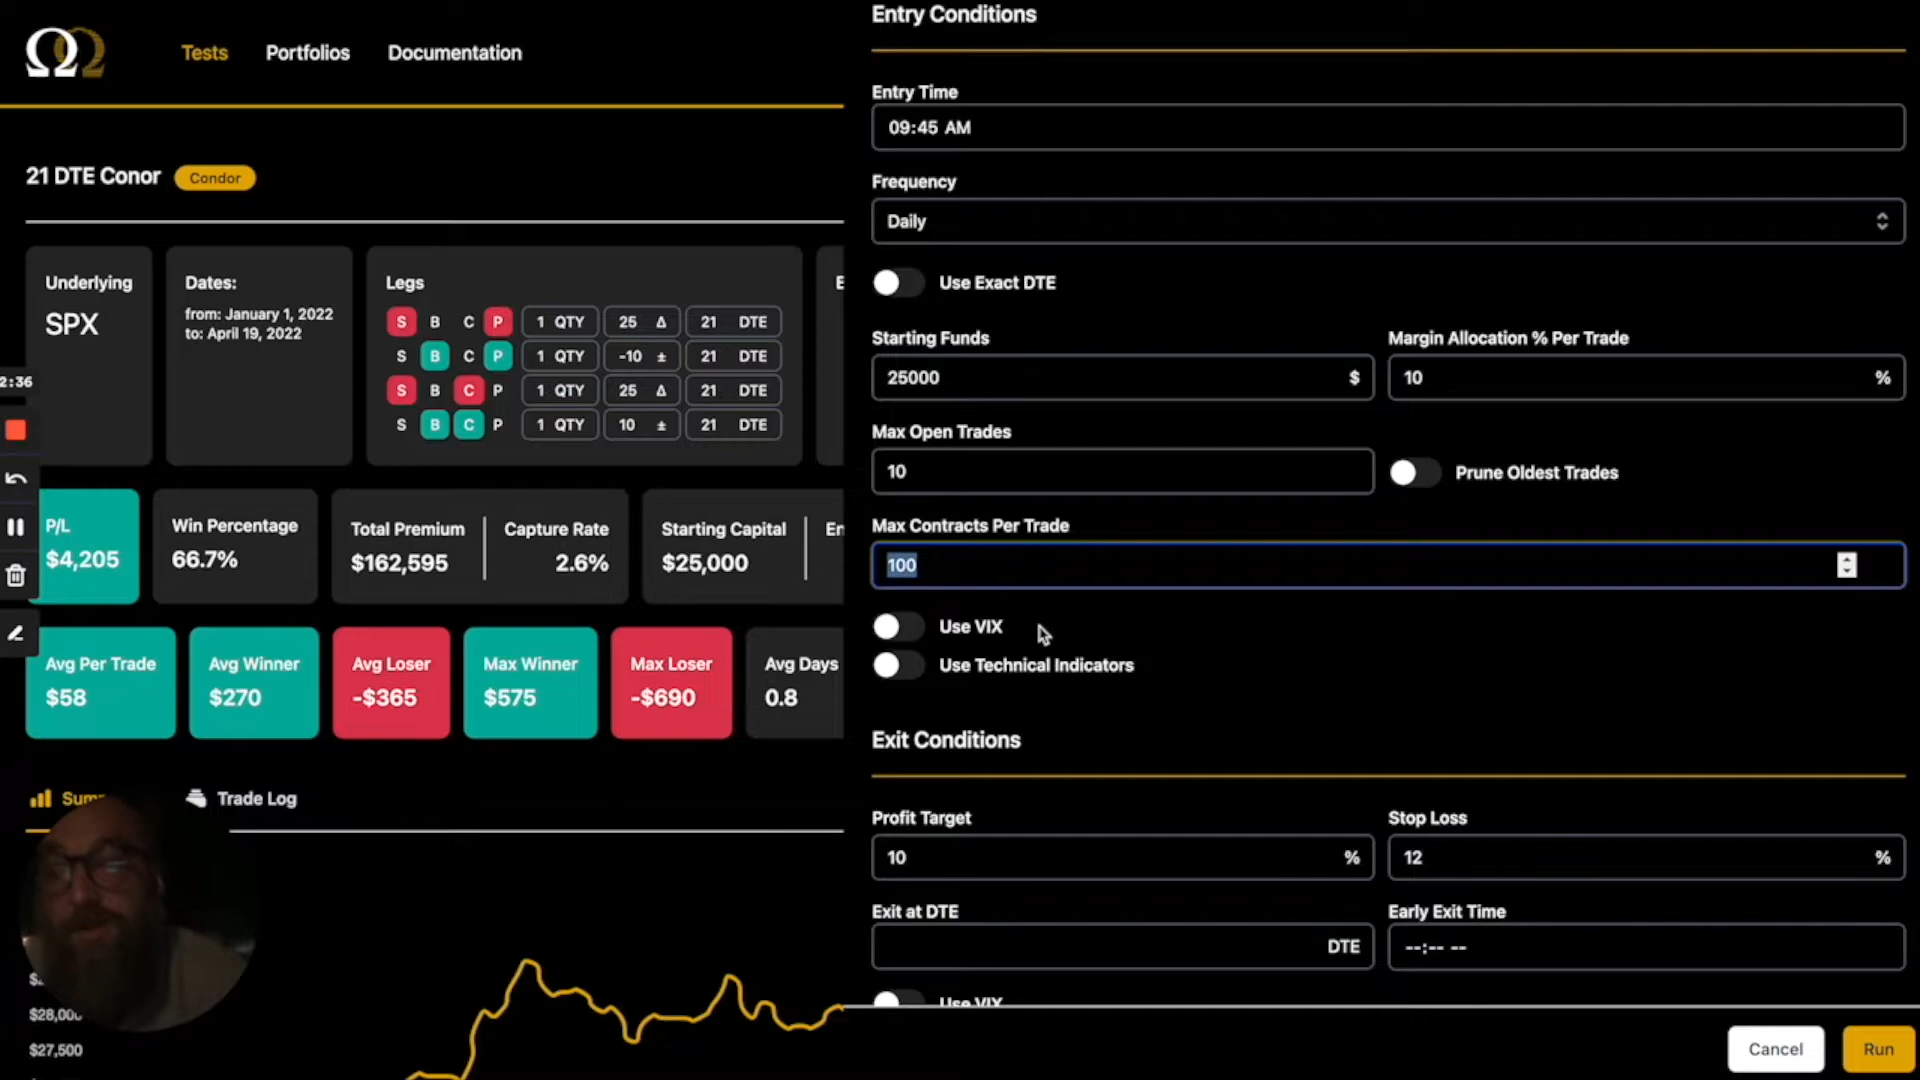 ΩΩ
Tests Portfolios Documentation
21 DTE Conor Condor
Underlying
SPX
Dates:
from: January 1, 2022
to: April 19, 2022
Legs
S B C P 1 QTY 25 Δ 21 DTE
S B C P 1 QTY -10 ± 21 DTE
S B C P 1 QTY 25 Δ 21 DTE
S B C P 1 QTY 10 ± 21 DTE
2:36
P/L
$4,205
Win Percentage
66.7%
Total Premium
$162,595
Capture Rate
2.6%
Starting Capital
$25,000
En
Avg Per Trade
$58
Avg Winner
$270
Avg Loser
-$365
Max Winner
$575
Max Loser
-$690
Avg Days
0.8
Trade Log
$28,000
$27,500
Entry Conditions
Entry Time
09:45 AM
Frequency
Daily
Use Exact DTE
Starting Funds
25000 $
Margin Allocation % Per Trade
10 %
Max Open Trades
10
Prune Oldest Trades
Max Contracts Per Trade
100
Use VIX
Use Technical Indicators
Exit Conditions
Profit Target
10 %
Stop Loss
12 %
Exit at DTE
DTE
Early Exit Time
--:-- --
Use VIX
Cancel Run